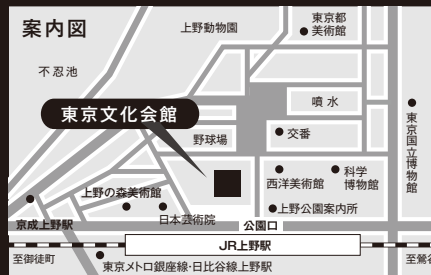 案内図
上野動物園
東京都
美術館
不忍池
東京文化会館
噴水
野球場
交番
東京国立博物館
西洋美術館
科学
博物館
上野の森美術館
日本芸術院
上野公園案内所
京成上野駅
公園口
JR上野駅
至御徒町
東京メトロ銀座線・日比谷線上野駅
至鶯谷